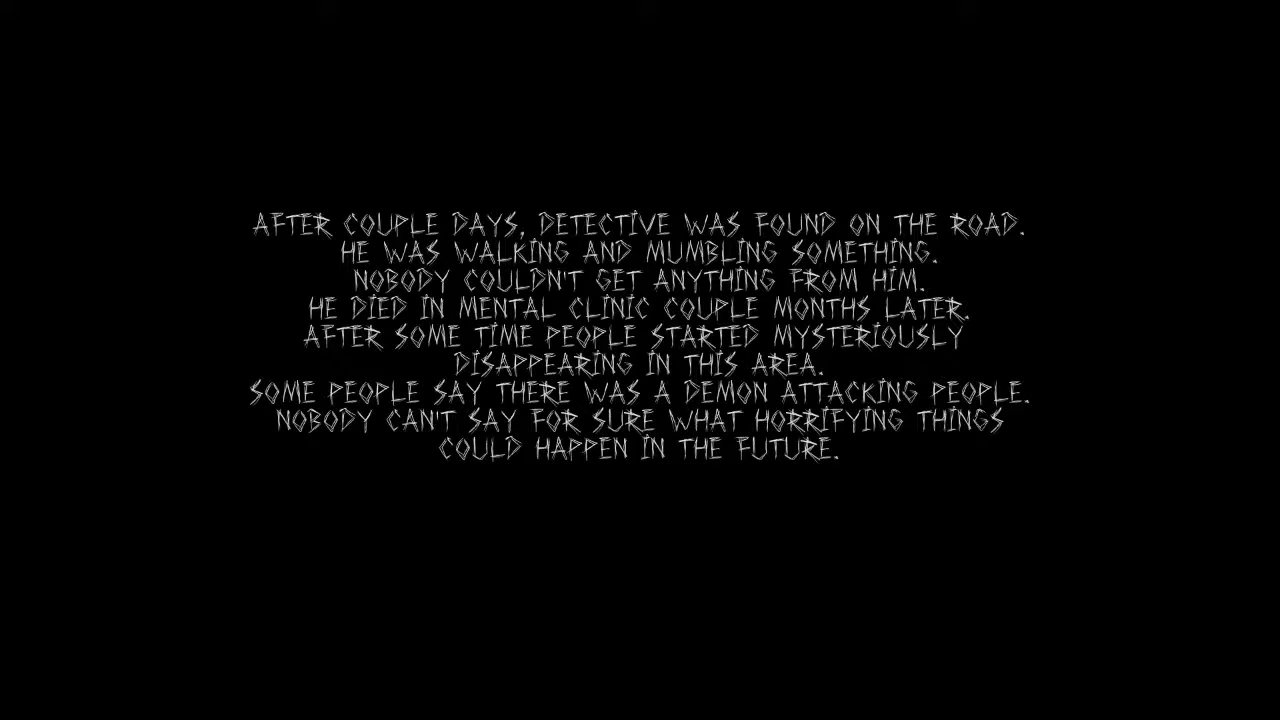 AFTER COUPLE DAYS, DETECTIVE WAS FOUND ON THE ROAD.
HE WAS WALKING AND MUMBLING SOMETHING.
NOBODY COULDN'T GET ANYTHING FROM HIM.
HE DIED IN MENTAL CLINIC COUPLE MONTHS LATER.
AFTER SOME TIME PEOPLE STARTED MYSTERIOUSLY
DISAPPEARING IN THIS AREA.
SOME PEOPLE SAY THERE WAS A DEMON ATTACKING PEOPLE.
NOBODY CAN'T SAY FOR SURE WHAT HORRIFYING THINGS
COULD HAPPEN IN THE FUTURE.